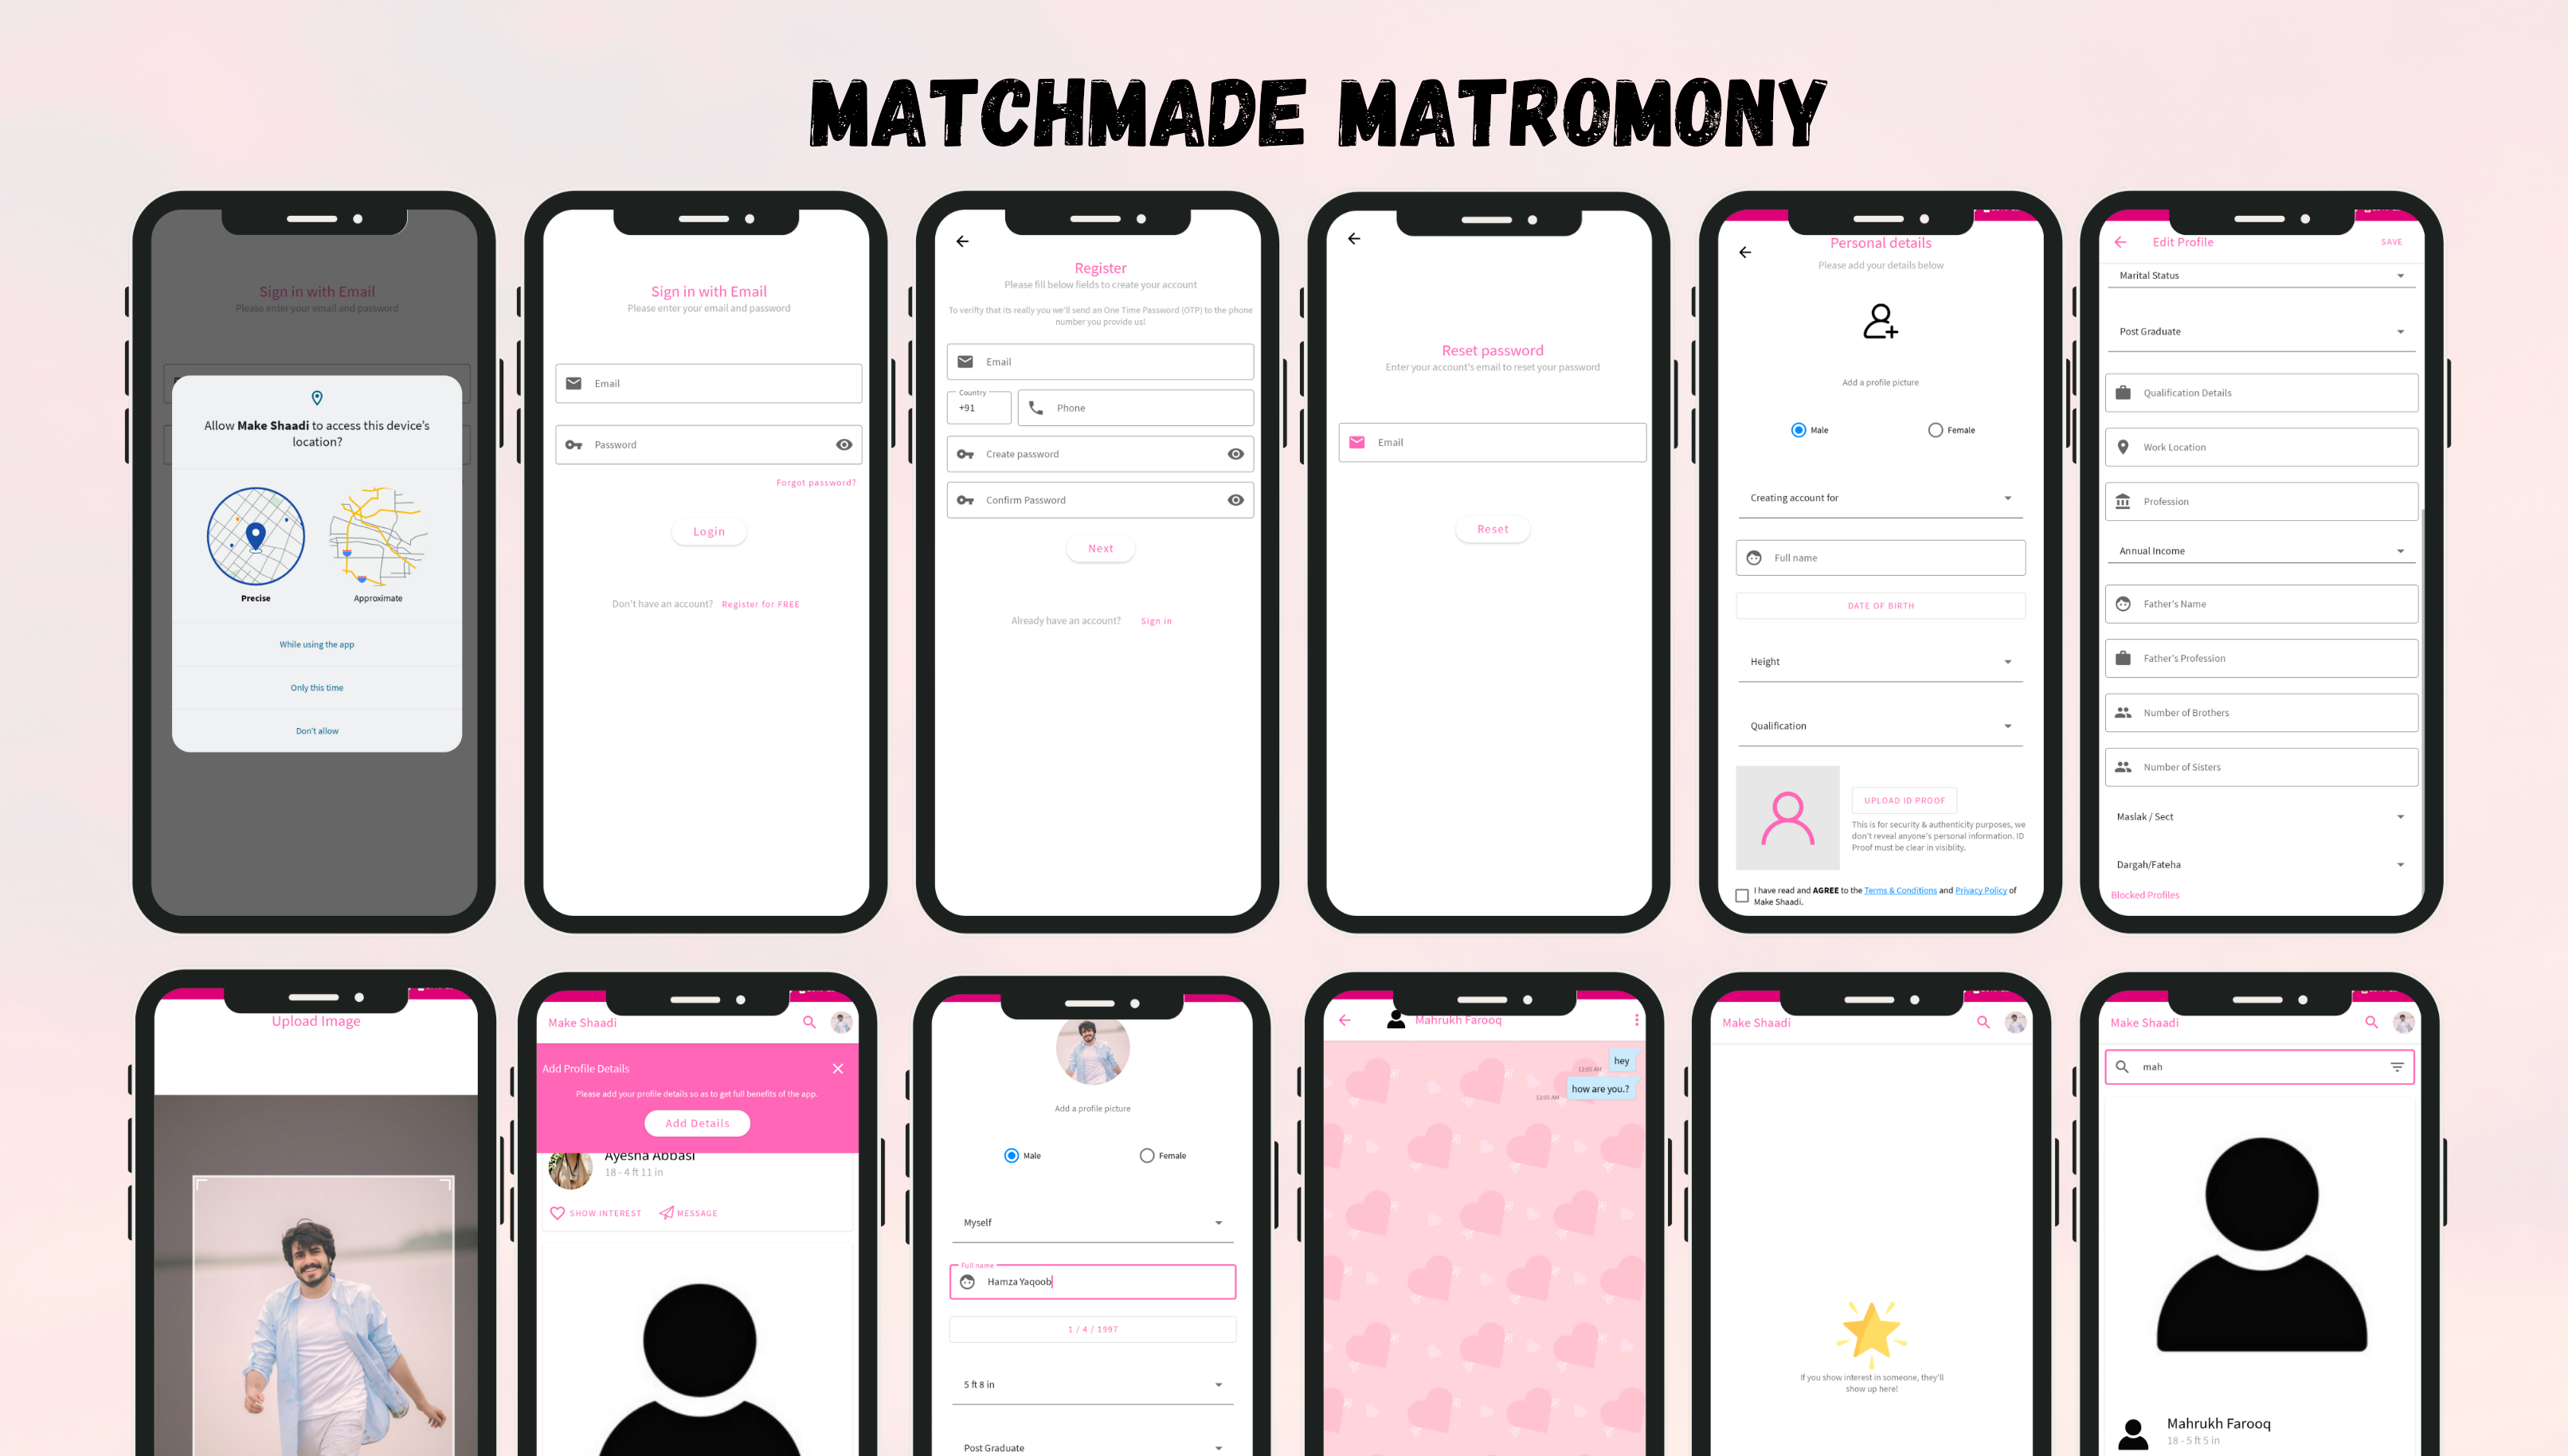 MATCHMADE MATROMONY
Sign in with Email
Please enter your email and password
Allow Make Shaadi to access this device's
location?
Precise
Approximate
While using the app
Only this time
Don't allow
Sign in with Email
Please enter your email and password
Email
Password
Forgot password?
Login
Don't have an account? Register for FREE
Register
Please fill below fields to create your account
To verifty that its really you we'll send an One Time Password (OTP) to the phone
number you provide us!
Email
Country
+91
Phone
Create password
Confirm Password
Next
Already have an account? Sign in
Reset password
Enter your account's email to reset your password
Email
Reset
Personal details
Please add your details below
Add a profile picture
Male
Female
Creating account for
Full name
DATE OF BIRTH
Height
Qualification
UPLOAD ID PROOF
This is for security & authenticity purposes, we
don't reveal anyone's personal information. ID
Proof must be clear in visiblity.
I have read and AGREE to the Terms & Conditions and Privacy Policy of
Make Shaadi.
Edit Profile
SAVE
Marital Status
Post Graduate
Qualification Details
Work Location
Profession
Annual Income
Father's Name
Father's Profession
Number of Brothers
Number of Sisters
Maslak / Sect
Dargah/Fateha
Blocked Profiles
Upload Image
Make Shaadi
Add Profile Details
Please add your profile details so as to get full benefits of the app.
Add Details
Ayesha Abbasi
18 - 4 ft 11 in
SHOW INTEREST
MESSAGE
Add a profile picture
Male
Female
Myself
Full name
Hamza Yaqoob
1 / 4 / 1997
5 ft 8 in
Post Graduate
Mahrukh Farooq
hey
12:05 AM
how are you.?
12:05 AM
Make Shaadi
If you show interest in someone, they'll
show up here!
Make Shaadi
mah
Mahrukh Farooq
18 - 5 ft 5 in